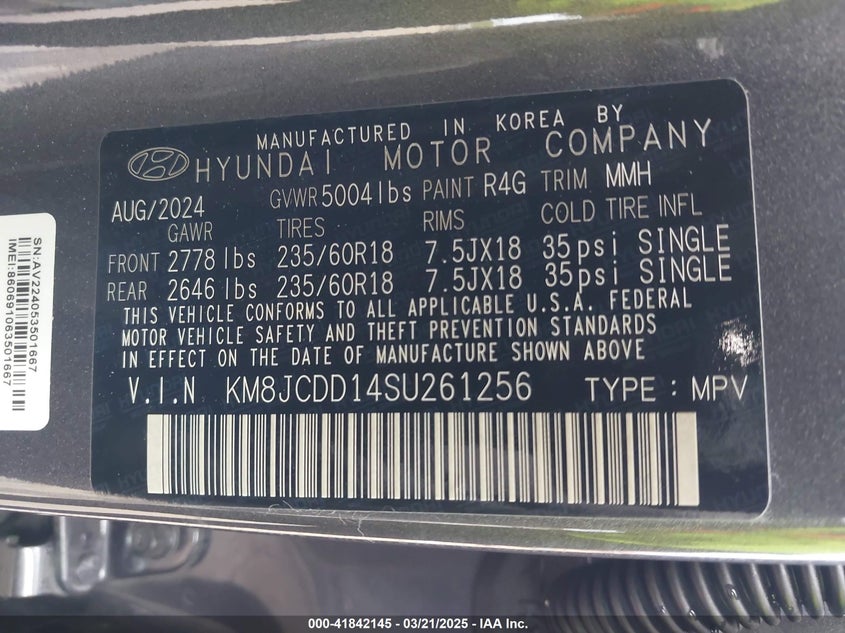 MANUFACTURED IN KOREA BY
HYUNDAI MOTOR COMPANY
AUG/2024 GVWR 5004lbs PAINT R4G TRIM MMH
GAWR TIRES RIMS COLD TIRE INFL
FRONT 2778lbs 235/60R18 7.5JX18 35psi SINGLE
REAR 2646lbs 235/60R18 7.5JX18 35psi SINGLE
THIS VEHICLE CONFORMS TO ALL APPLICABLE U.S.A. FEDERAL
MOTOR VEHICLE SAFETY AND THEFT PREVENTION STANDARDS
IN EFFECT ON THE DATE OF MANUFACTURE SHOWN ABOVE
V.I.N KM8JCDD14SU261256 TYPE : MPV
SN:AV224053501667
IMEI:860691063501667
000-41842145 - 03/21/2025 - IAA Inc.